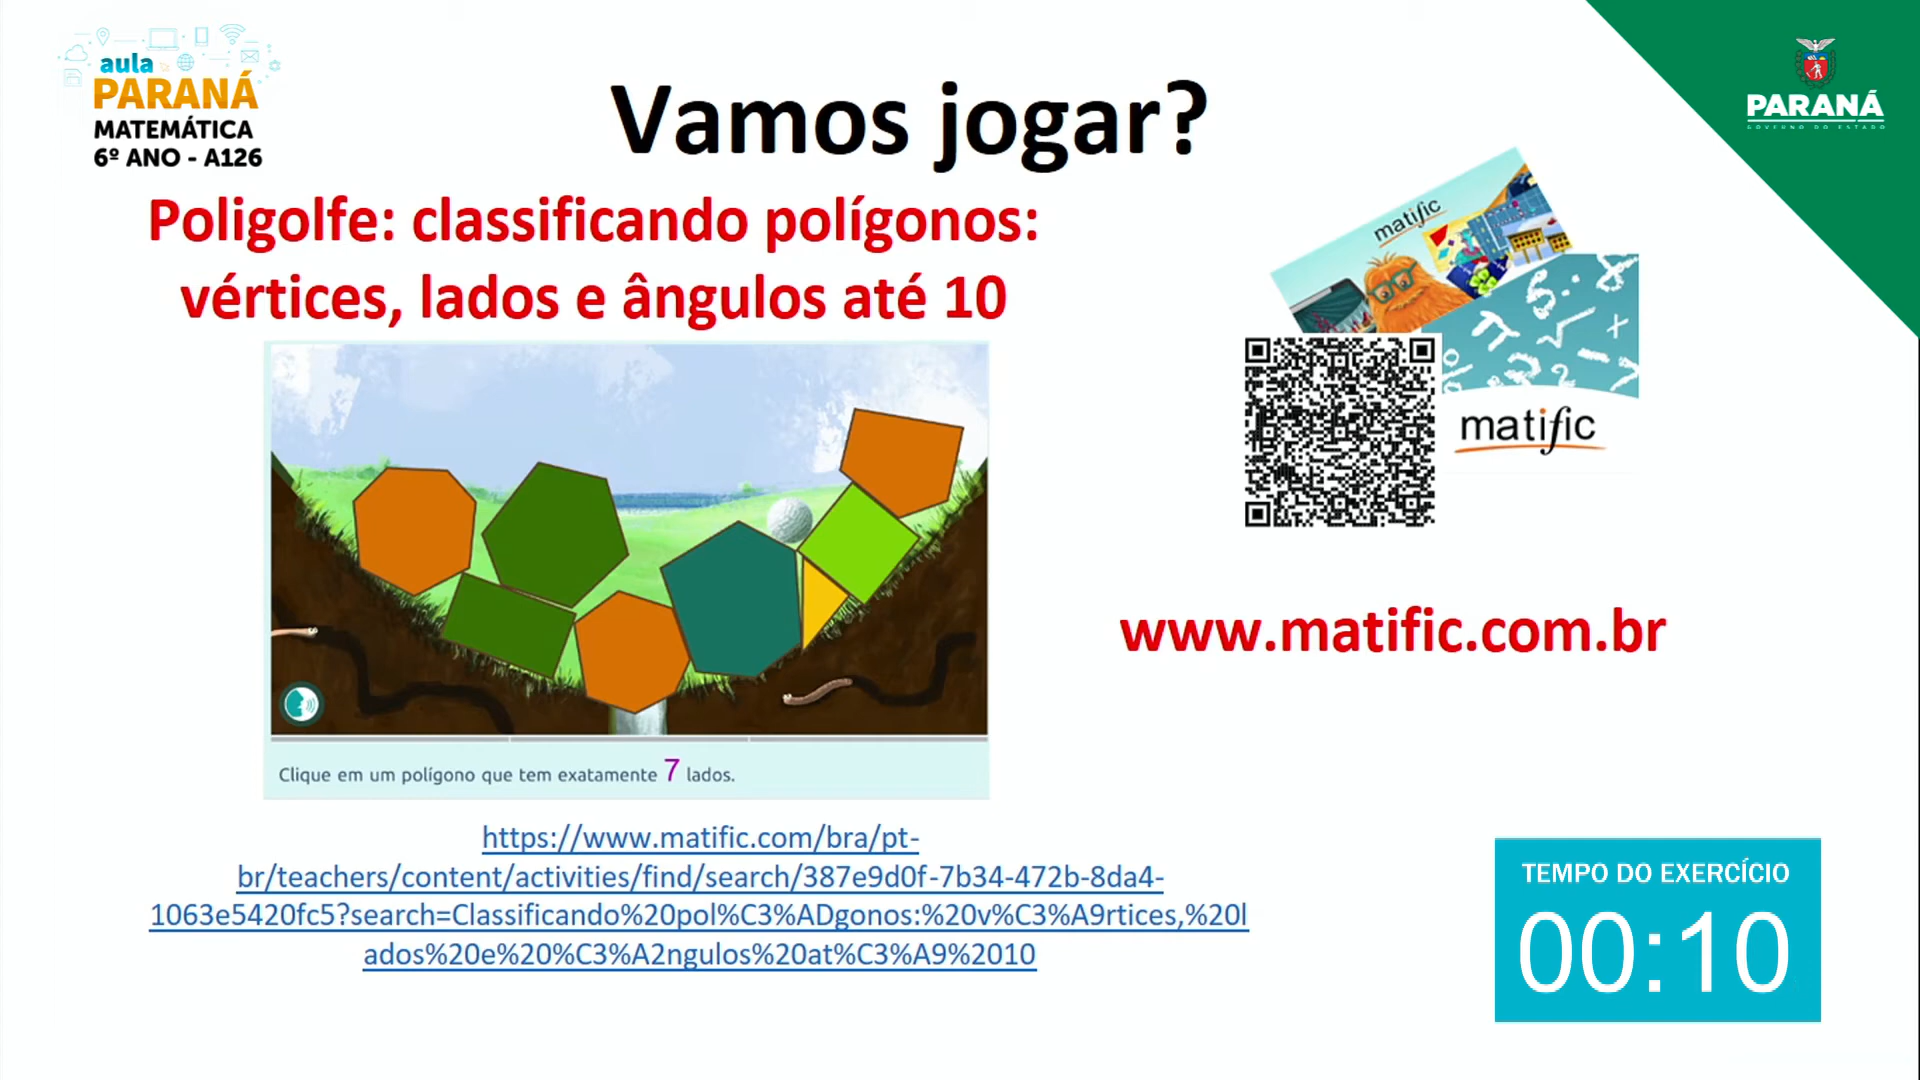 aula
PARANÁ
MATEMÁTICA
6º ANO - A126
Vamos jogar?
PARANÁ
GOVERNO DO ESTADO
Poligolfe: classificando polígonos:
vértices, lados e ângulos até 10
matific
matific
www.matific.com.br
Clique em um polígono que tem exatamente 7 lados.
https://www.matific.com/bra/pt-
br/teachers/content/activities/find/search/387e9d0f-7b34-472b-8da4-
1063e5420fc5?search=Classificando%20pol%C3%ADgonos:%20v%C3%A9rtices,%20l
ados%20e%20%C3%A2ngulos%20at%C3%A9%2010
TEMPO DO EXERCÍCIO
00:10